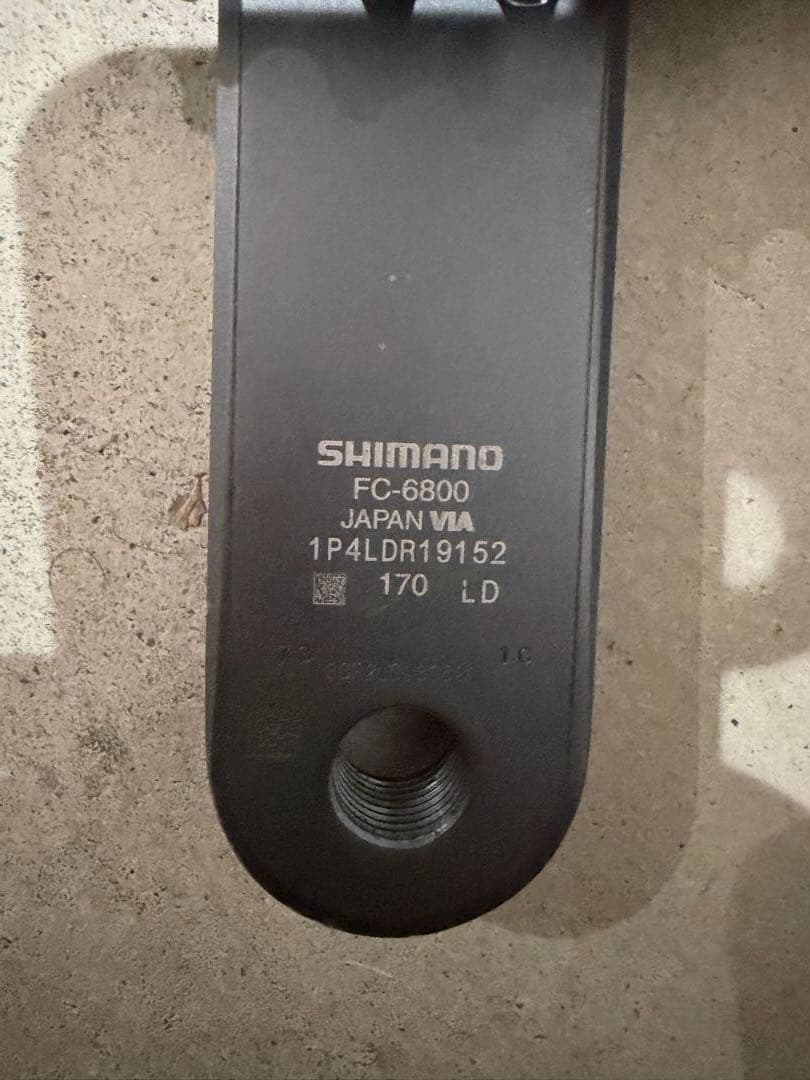 SHIMANO
FC-6800
JAPAN VIA
1P4LDR19152
170 LD